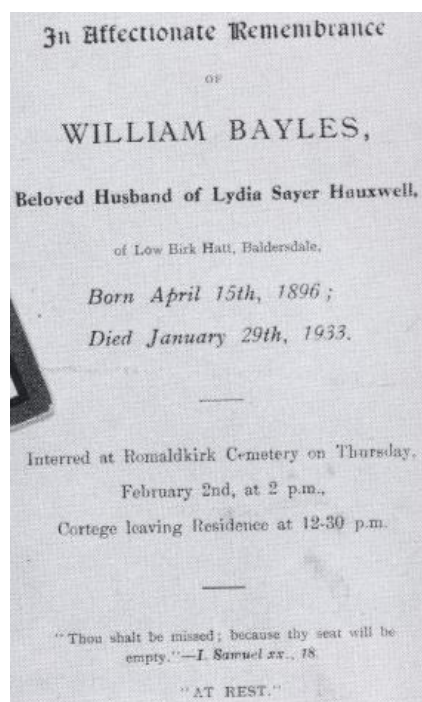 In Affectionate Remembrance
OF
WILLIAM BAYLES,
Beloved Husband of Lydia Sayer Hauxwell,
of Low Birk Hatt, Baldersdale,
Born April 15th, 1896;
Died January 29th, 1933.
Interred at Romaldkirk Cemetery on Thursday,
February 2nd, at 2 p.m.,
Cortege leaving Residence at 12-30 p.m.
"Thou shalt be missed; because thy seat will be
empty."—I. Samuel xx., 18.
"AT REST."